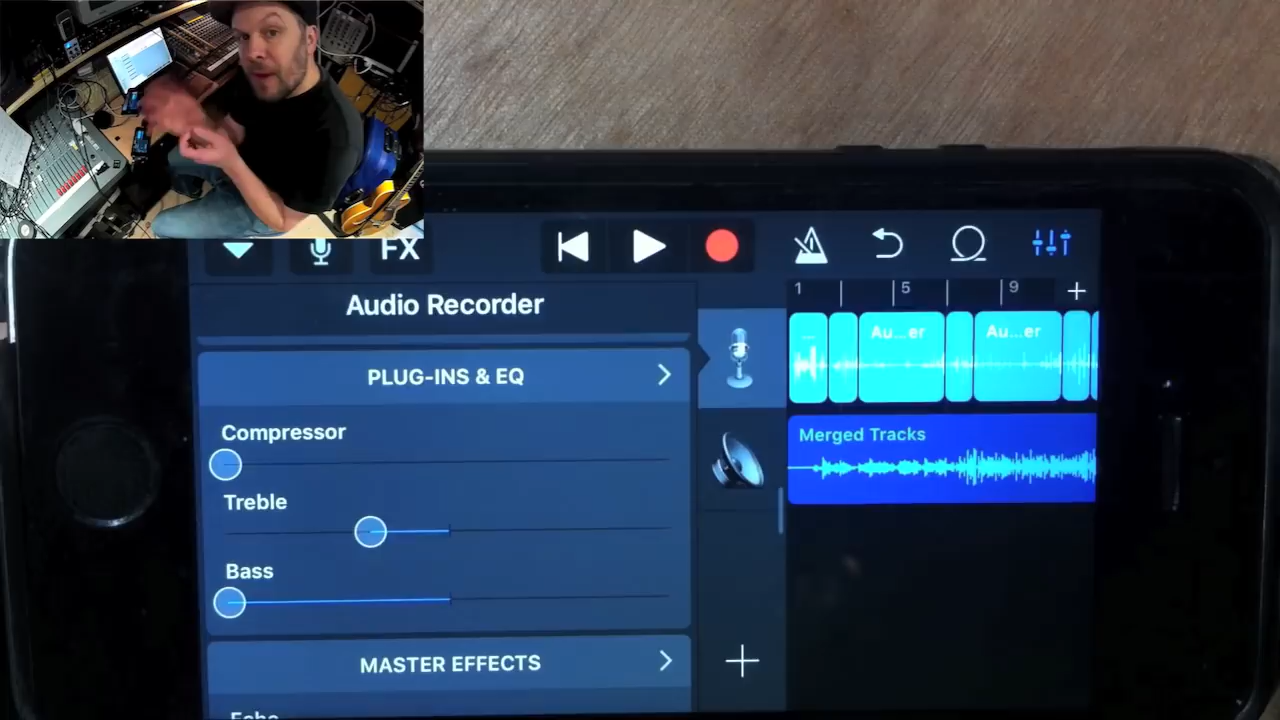 FX
Audio Recorder
1
5
9
Au...er
Au...er
PLUG-INS & EQ
Compressor
Merged Tracks
Treble
Bass
MASTER EFFECTS